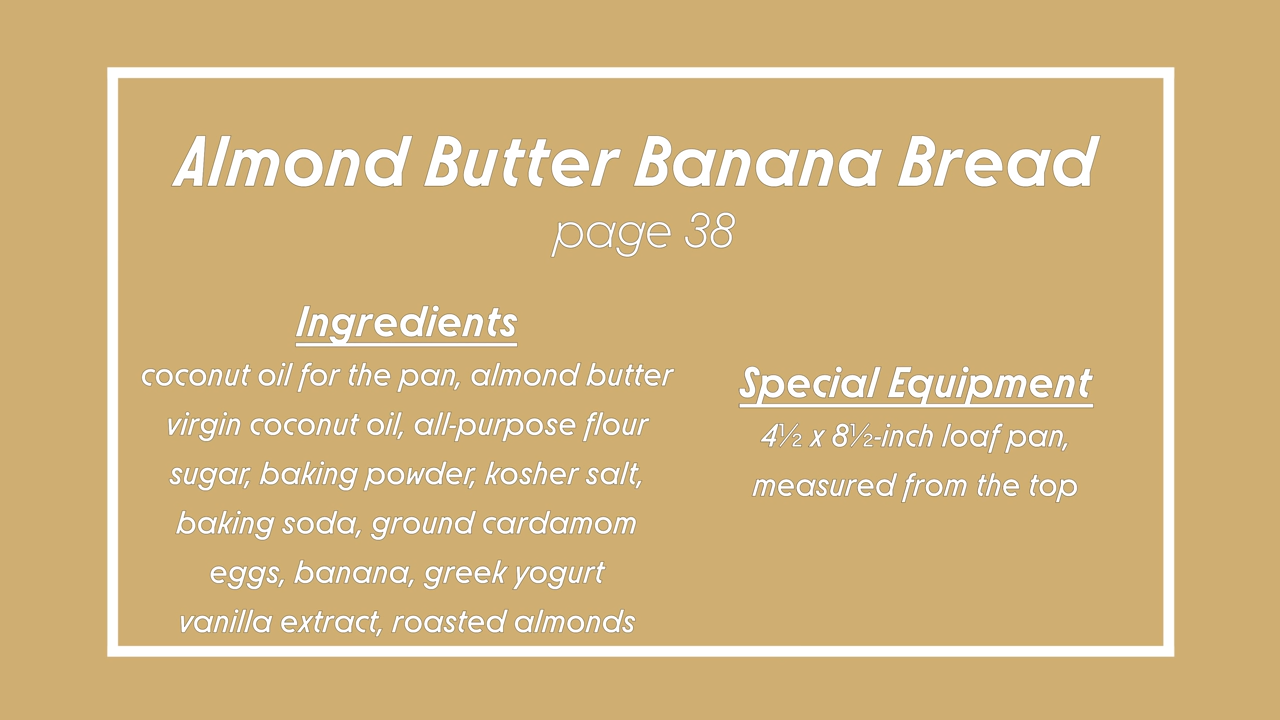 Almond Butter Banana Bread
page 38
Ingredients
coconut oil for the pan, almond butter
virgin coconut oil, all-purpose flour
sugar, baking powder, kosher salt,
baking soda, ground cardamom
eggs, banana, greek yogurt
vanilla extract, roasted almonds
Special Equipment
4½ x 8½-inch loaf pan,
measured from the top